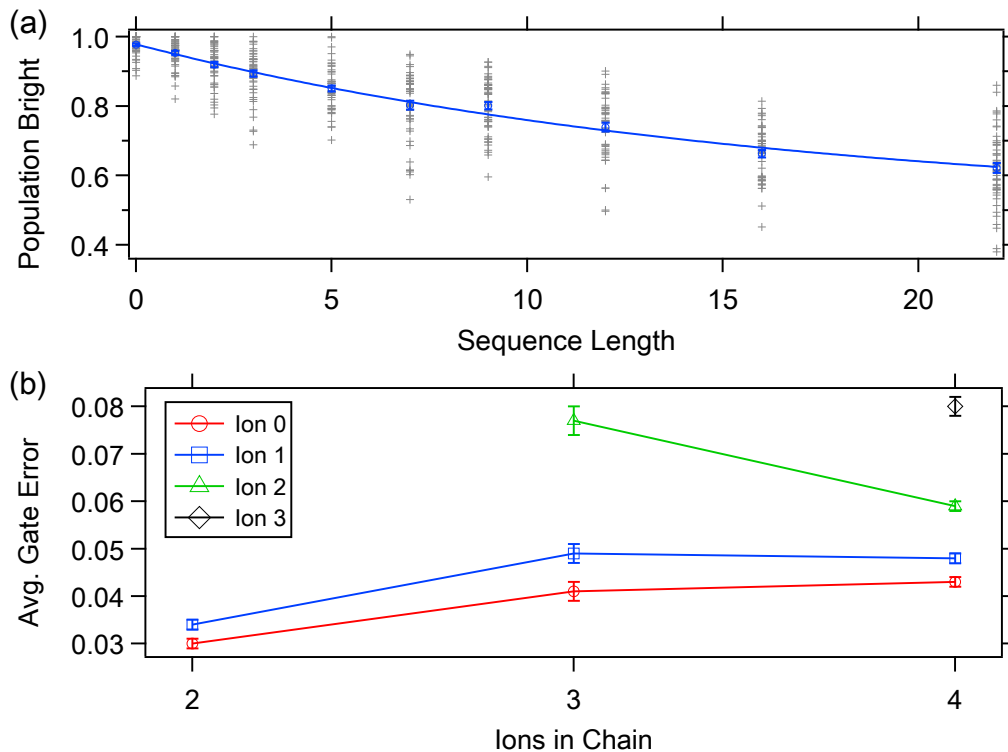 (a)
Population Bright
1.0
0.8
0.6
0.4
0
5
10
15
20
Sequence Length
(b)
Avg. Gate Error
0.08
0.07
0.06
0.05
0.04
0.03
Ion 0
Ion 1
Ion 2
Ion 3
2
3
4
Ions in Chain